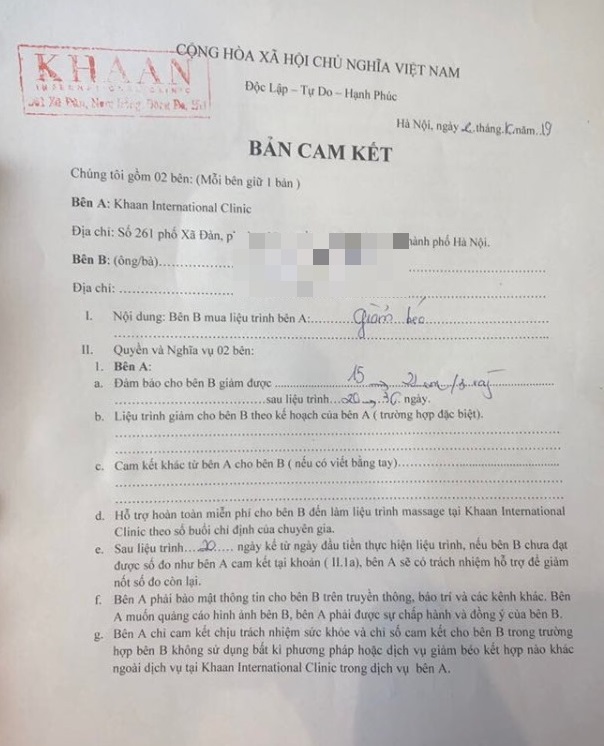 KHAAN
INTERNATIONAL CLINIC
CỘNG HÒA XÃ HỘI CHỦ NGHĨA VIỆT NAM
Độc Lập – Tự Do – Hạnh Phúc
Hà Nội, ngày 2 tháng năm 19
BẢN CAM KẾT
Chúng tôi gồm 02 bên: (Mỗi bên giữ 1 bản )
Bên A: Khaan International Clinic
Địa chỉ: Số 261 phố Xã Đàn, hành phố Hà Nội.
Bên B: (ông/bà)
Địa chỉ:
I. Nội dung: Bên B mua liệu trình bên A: giảm béo
II. Quyền và Nghĩa vụ 02 bên:
1. Bên A:
a. Đảm bảo cho bên B giảm được 15
sau liệu trình 20 ngày.
b. Liệu trình giảm cho bên B theo kế hoạch của bên A ( trường hợp đặc biệt).
c. Cam kết khác từ bên A cho bên B ( nếu có viết bằng tay)
d. Hỗ trợ hoàn toàn miễn phí cho bên B đến làm liệu trình massage tại Khaan International
Clinic theo số buổi chỉ định của chuyên gia.
e. Sau liệu trình 20 ngày kể từ ngày đầu tiên thực hiện liệu trình, nếu bên B chưa đạt
được số đo như bên A cam kết tại khoản ( II.1a), bên A sẽ có trách nhiệm hỗ trợ để giảm
nốt số đo còn lại.
f. Bên A phải bảo mật thông tin cho bên B trên truyền thông, báo trí và các kênh khác. Bên
A muốn quảng cáo hình ảnh bên B, bên A phải được sự chấp hành và đồng ý của bên B.
g. Bên A chỉ cam kết chịu trách nhiệm sức khỏe và chỉ số cam kết cho bên B trong trường
hợp bên B không sử dụng bất kì phương pháp hoặc dịch vụ giảm béo kết hợp nào khác
ngoài dịch vụ tại Khaan International Clinic trong dịch vụ bên A.